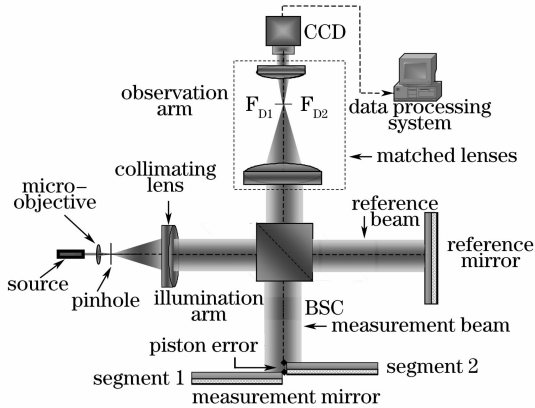 CCD
observation
arm
F_D1
F_D2
data processing
system
matched lenses
collimating
lens
micro-
objective
reference
beam
reference
mirror
source
pinhole
illumination
arm
BSC
measurement beam
piston error
segment 1
segment 2
measurement mirror